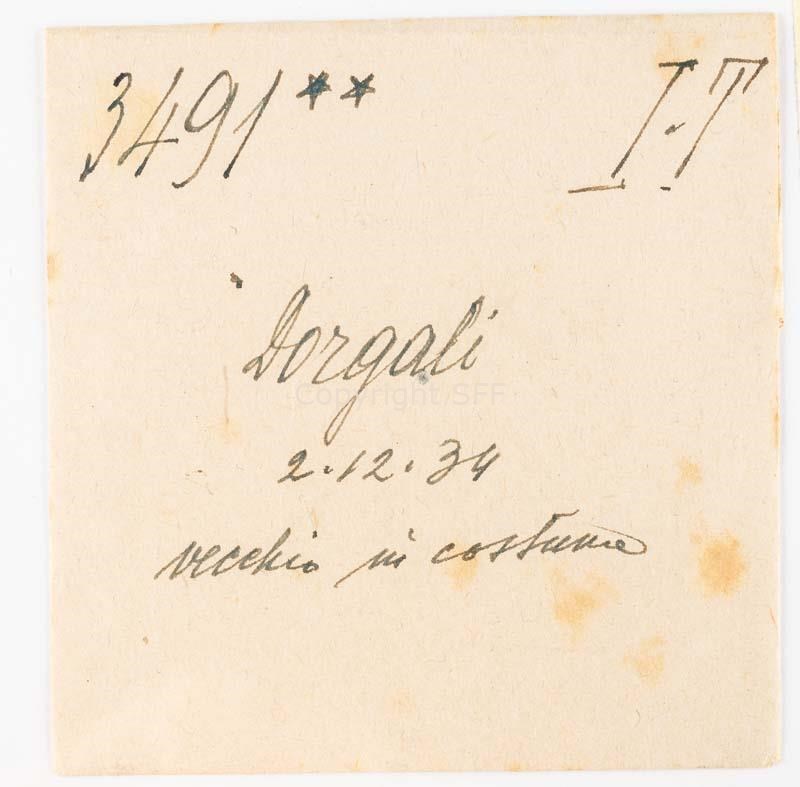 3491** I.T
Dorgali
Copyright SFF
2.12.34
vecchio in costume